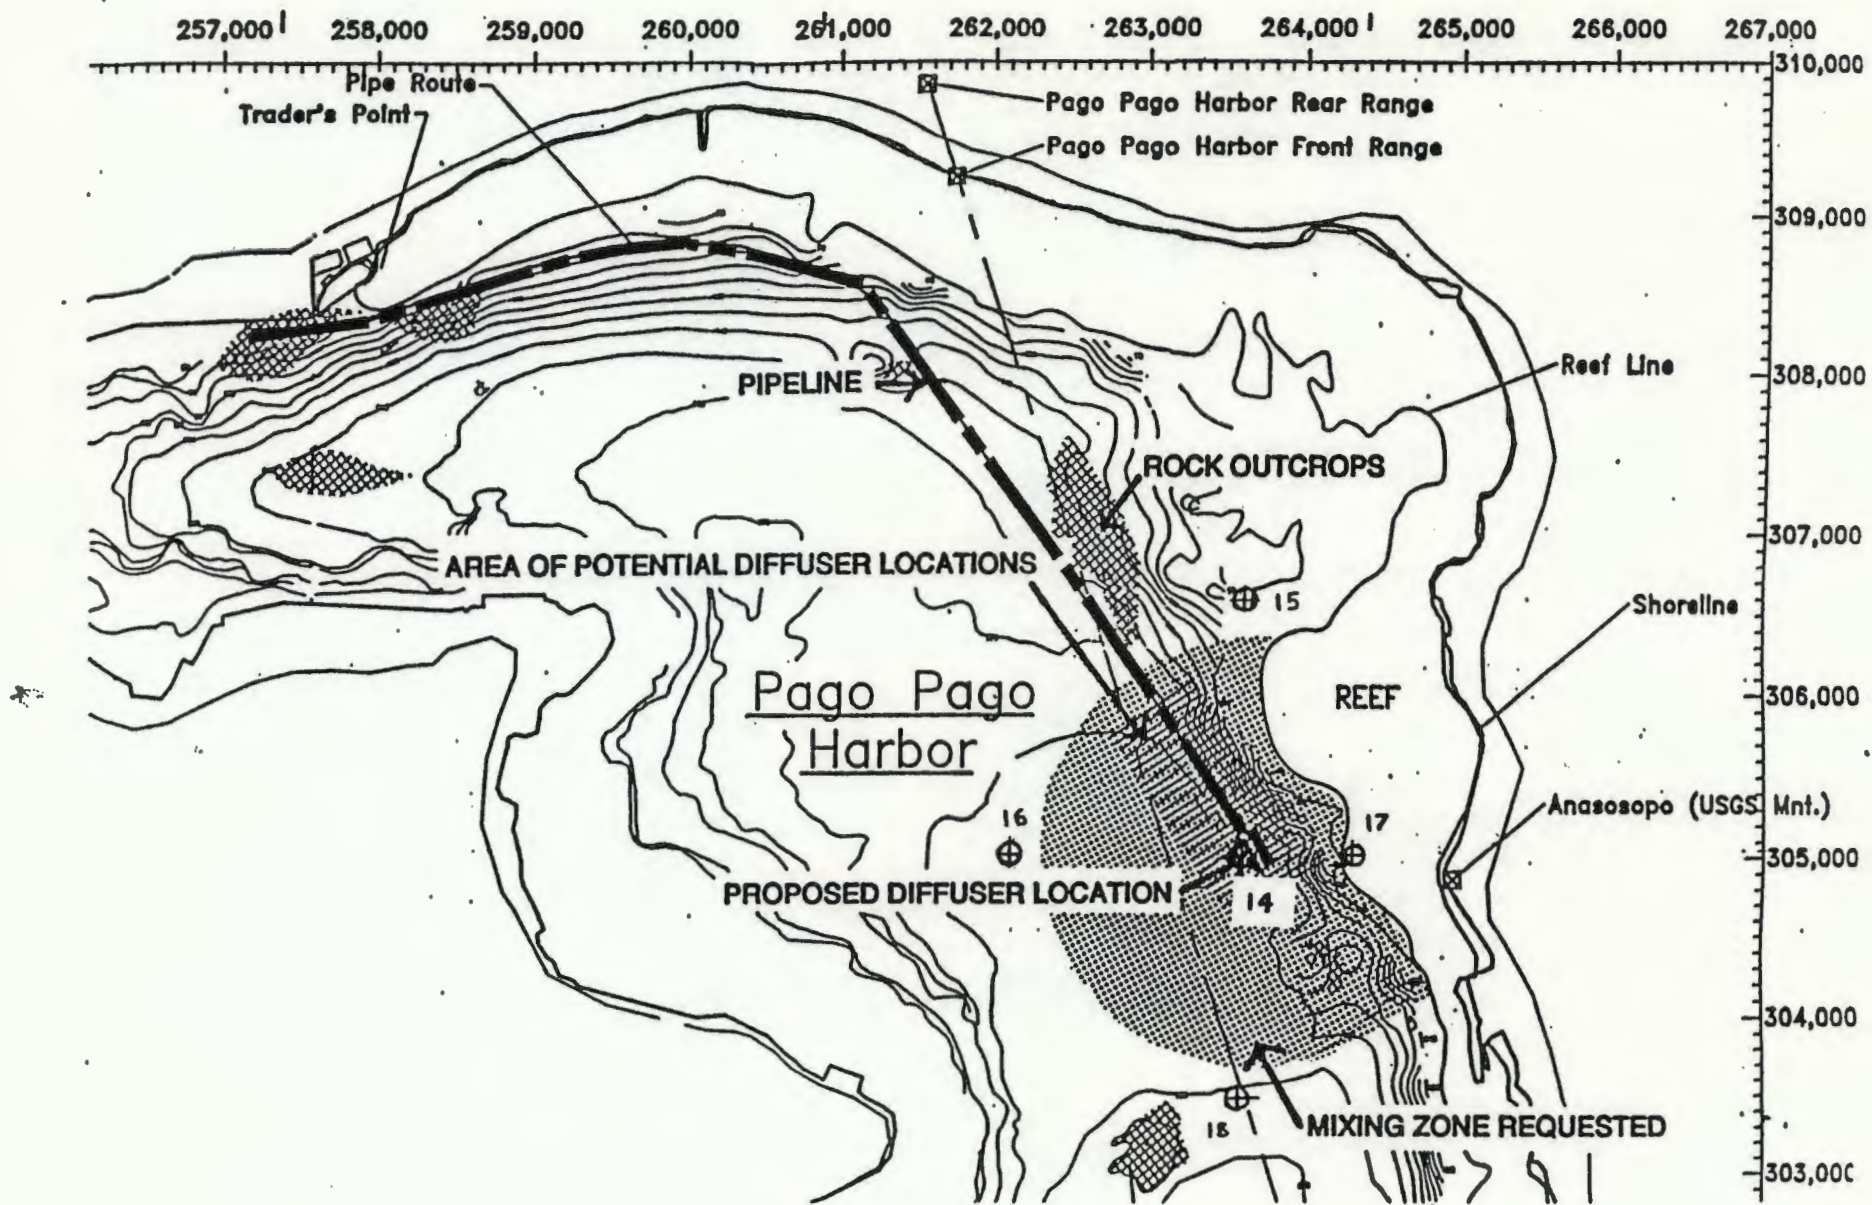 257,000 258,000 259,000 260,000 261,000 262,000 263,000 264,000 265,000 266,000 267,000
310,000
Pipe Route
Trader's Point
Pago Pago Harbor Rear Range
Pago Pago Harbor Front Range
309,000
Reef Line
308,000
PIPELINE
ROCK OUTCROPS
307,000
AREA OF POTENTIAL DIFFUSER LOCATIONS
15
Shoreline
Pago Pago
Harbor
REEF
306,000
Anasosopo (USGS Mnt.)
16
17
305,000
PROPOSED DIFFUSER LOCATION
14
304,000
18
MIXING ZONE REQUESTED
303,000